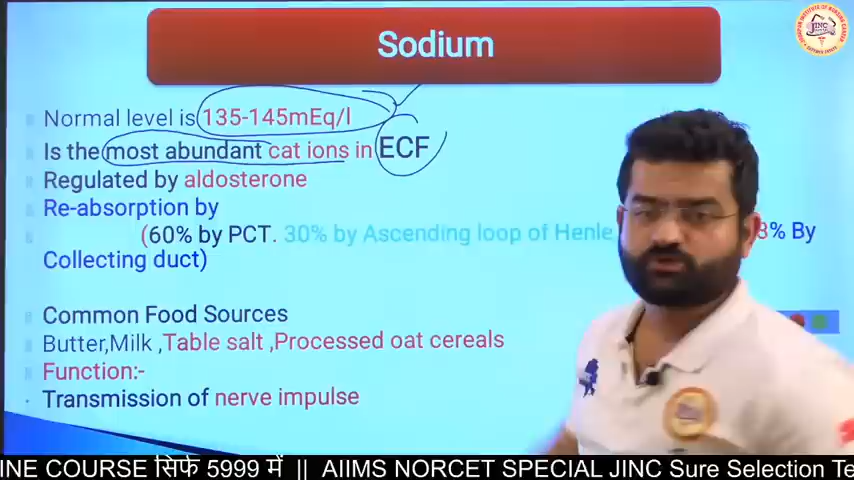 Sodium
JINC
Normal level is 135-145mEq/l
Is the most abundant cat ions in ECF
Regulated by aldosterone
Re-absorption by
(60% by PCT. 30% by Ascending loop of Henle, % By
Collecting duct)
Common Food Sources
Butter,Milk ,Table salt ,Processed oat cereals
Function:-
Transmission of nerve impulse
INE COURSE सिर्फ 5999 में || AIIMS NORCET SPECIAL JINC Sure Selection Te